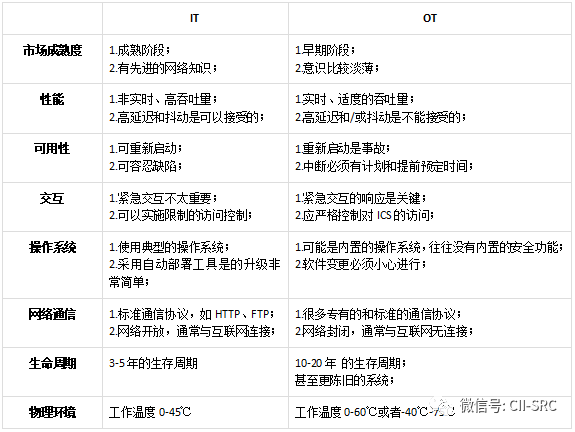 IT OT
市场成熟度 1.成熟阶段； 1.早期阶段；
2.有先进的网络知识； 2.意识比较淡薄；
性能 1.非实时、高吞吐量； 1.实时、适度的吞吐量；
2.高延迟和抖动是可以接受的； 2.高延迟和/或抖动是不能接受的；
可用性 1.可重新启动； 1.重新启动是事故；
2.可容忍缺陷； 2.中断必须有计划和提前预定时间；
交互 1.紧急交互不太重要； 1.紧急交互的响应是关键；
2.可以实施限制的访问控制； 2.应严格控制对 ICS的访问；
操作系统 1.使用典型的操作系统； 1.可能是内置的操作系统，往往没有内置的安全功能；
2.采用自动部署工具是的升级非 2.软件变更必须小心进行；
常简单；
网络通信 1.标准通信协议，如 HTTP、FTP； 1.很多专有的和标准的通信协议；
2.网络开放，通常与互联网连接； 2.网络封闭，通常与互联网无连接；
生命周期 3-5 年的生存周期 10-20 年 的生存周期；
甚至更陈旧的系统；
物理环境 工作温度 0-45℃ 工作温度 0-60℃或者-40℃-75℃
微信号: CII-SRC